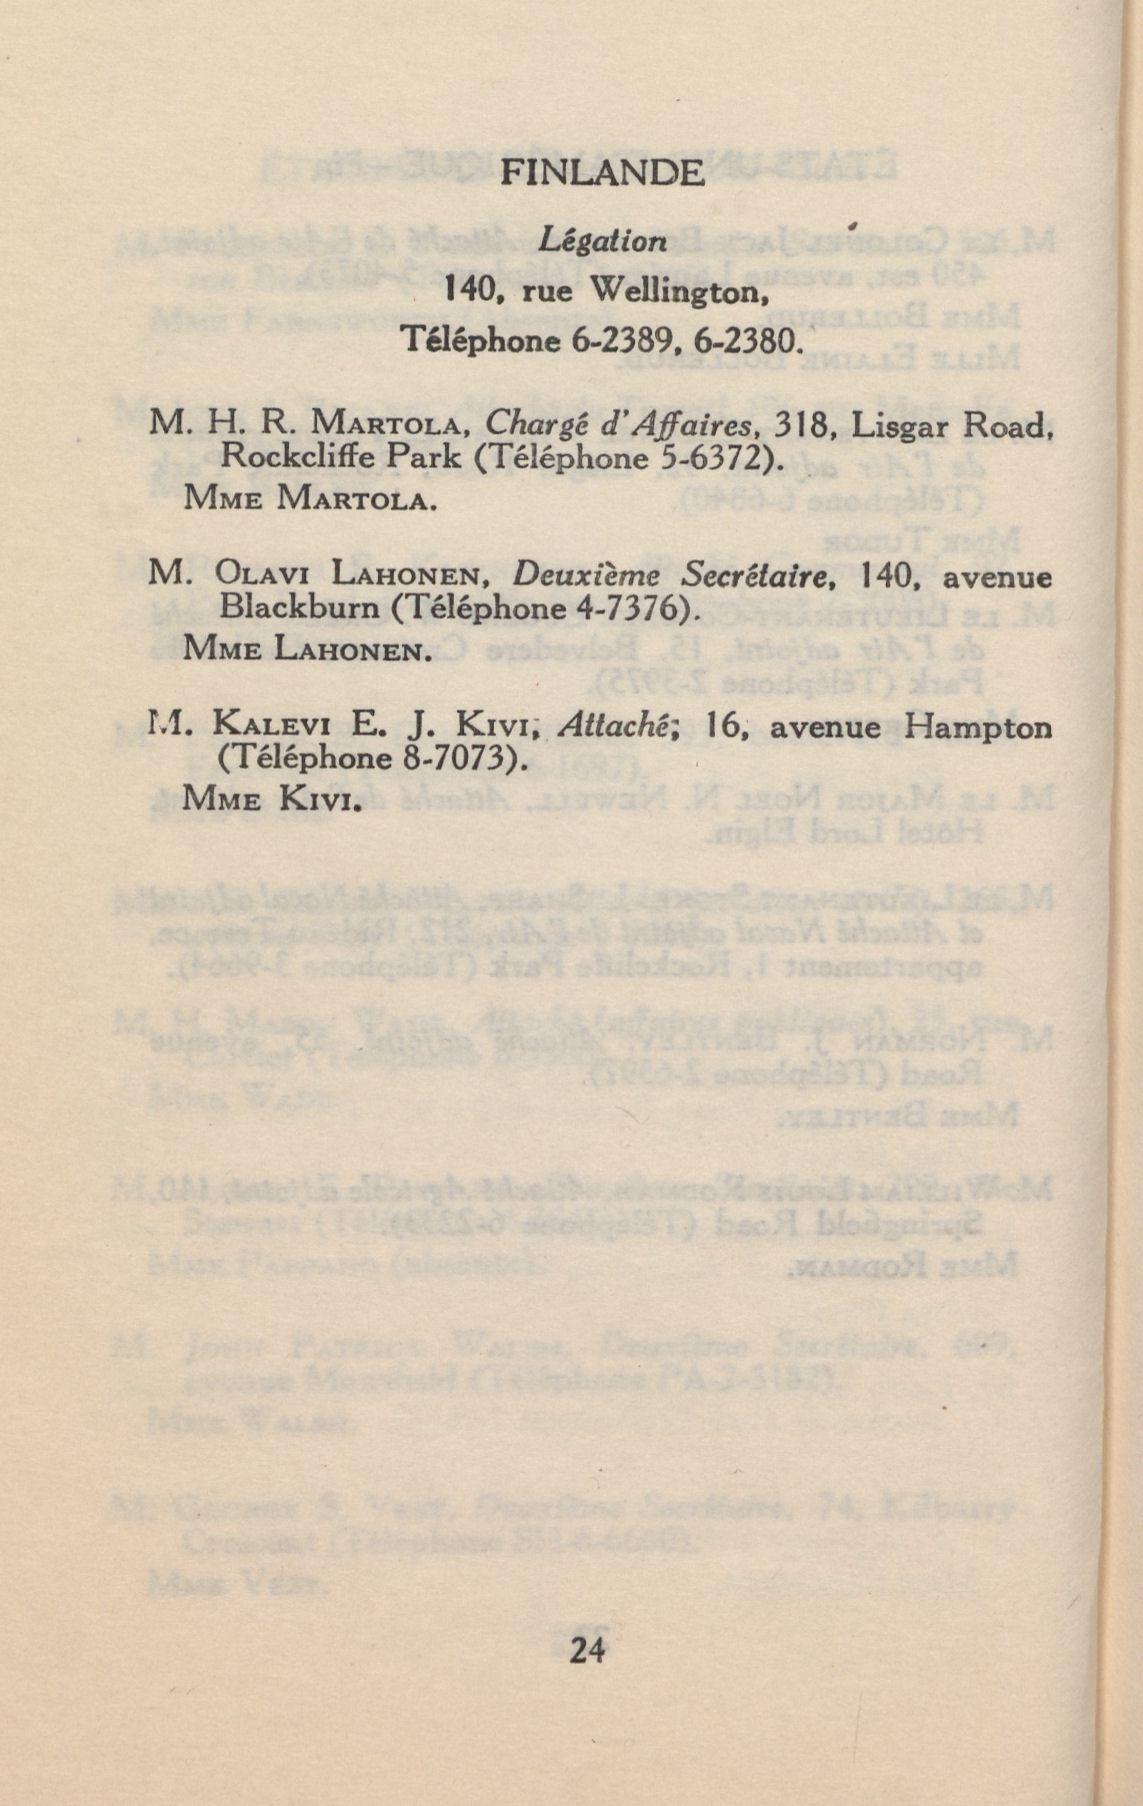 FINLANDE
Légation
140, rue Wellington,
Téléphone 6-2389, 6-2380.
M. H. R. MARTOLA, Chargé d'Affaires, 318, Lisgar Road,
Rockcliffe Park (Téléphone 5-6372).
MME MARTOLA.
M. OLAVI LAHONEN, Deuxième Secrétaire, 140, avenue
Blackburn (Téléphone 4-7376).
MME LAHONEN.
M. KALEVI E. J. KIVI, Attaché; 16, avenue Hampton
(Téléphone 8-7073).
MME KIVI.
24